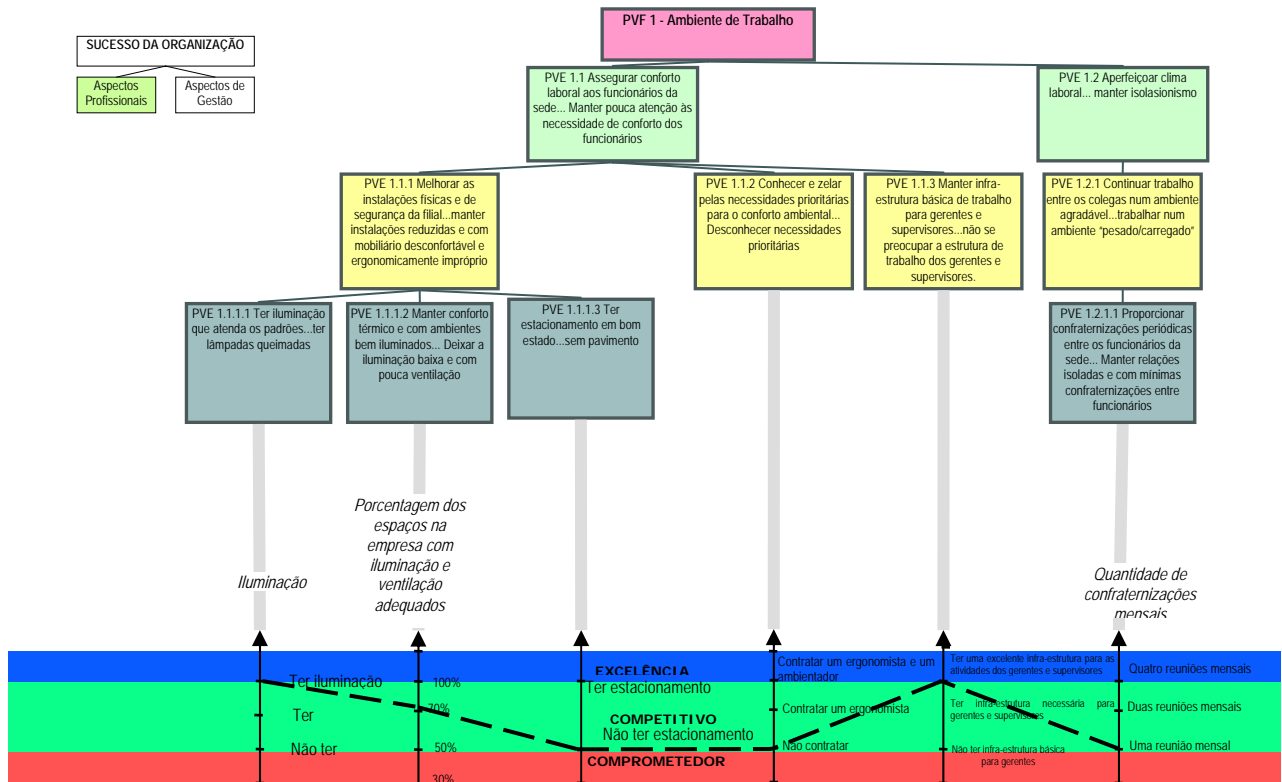 PVF 1 - Ambiente de Trabalho
SUCESSO DA ORGANIZAÇÃO
Aspectos
Profissionais
Aspectos de
Gestão
PVE 1.1 Assegurar conforto
laboral aos funcionários da
sede... Manter pouca atenção às
necessidade de conforto dos
funcionários
PVE 1.2 Aperfeiçoar clima
laboral... manter isolasionismo
PVE 1.1.1 Melhorar as
instalações físicas e de
segurança da filial...manter
instalações reduzidas e com
mobiliário desconfortável e
ergonomicamente impróprio
PVE 1.1.2 Conhecer e zelar
pelas necessidades prioritárias
para o conforto ambiental...
Desconhecer necessidades
prioritárias
PVE 1.1.3 Manter infra-
estrutura básica de trabalho
para gerentes e
supervisores...não se
preocupar a estrutura de
trabalho dos gerentes e
supervisores.
PVE 1.2.1 Continuar trabalho
entre os colegas num ambiente
agradável...trabalhar num
ambiente "pesado/carregado"
PVE 1.1.1.1 Ter iluminação
que atenda os padrões...ter
lâmpadas queimadas
PVE 1.1.1.2 Manter conforto
térmico e com ambientes
bem iluminados... Deixar a
iluminação baixa e com
pouca ventilação
PVE 1.1.1.3 Ter
estacionamento em bom
estado...sem pavimento
PVE 1.2.1.1 Proporcionar
confraternizações periódicas
entre os funcionários da
sede... Manter relações
isoladas e com mínimas
confraternizações entre
funcionários
Iluminação
Porcentagem dos
espaços na
empresa com
iluminação e
ventilação
adequados
Quantidade de
confraternizações
mensais
EXCELÊNCIA
COMPETITIVO
COMPROMETEDOR
Ter iluminação
Ter
Não ter
100%
70%
50%
30%
Ter estacionamento
Não ter estacionamento
Contratar um ergonomista e um
ambientador
Contratar um ergonomista
Não contratar
Ter uma excelente infra-estrutura para as
atividades dos gerentes e supervisores
Ter infra-estrutura necessária para
gerentes e supervisores
Não ter infra-estrutura básica
para gerentes
Quatro reuniões mensais
Duas reuniões mensais
Uma reunião mensal